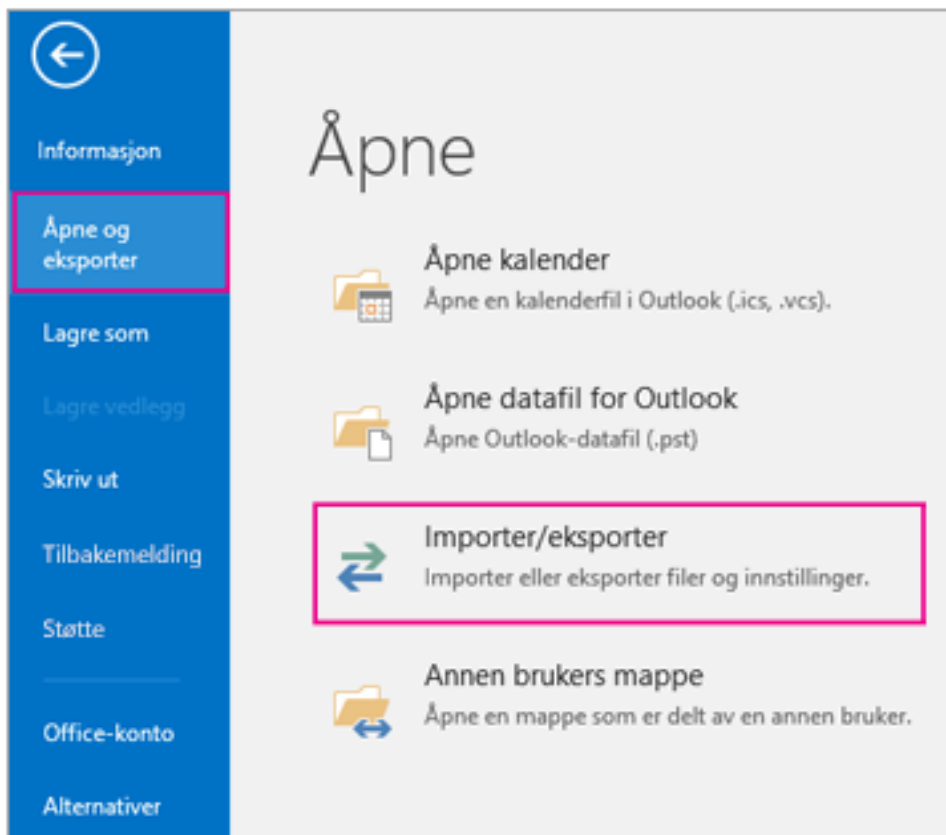 Informasjon
Åpne og
eksporter
Lagre som
Lagre vedlegg
Skriv ut
Tilbakemelding
Støtte
Office-konto
Alternativer
Åpne
Åpne kalender
Åpne en kalenderfil i Outlook (.ics, .vcs).
Åpne datafil for Outlook
Åpne Outlook-datafil (.pst)
Importer/eksporter
Importer eller eksporter filer og innstillinger.
Annen brukers mappe
Åpne en mappe som er delt av en annen bruker.